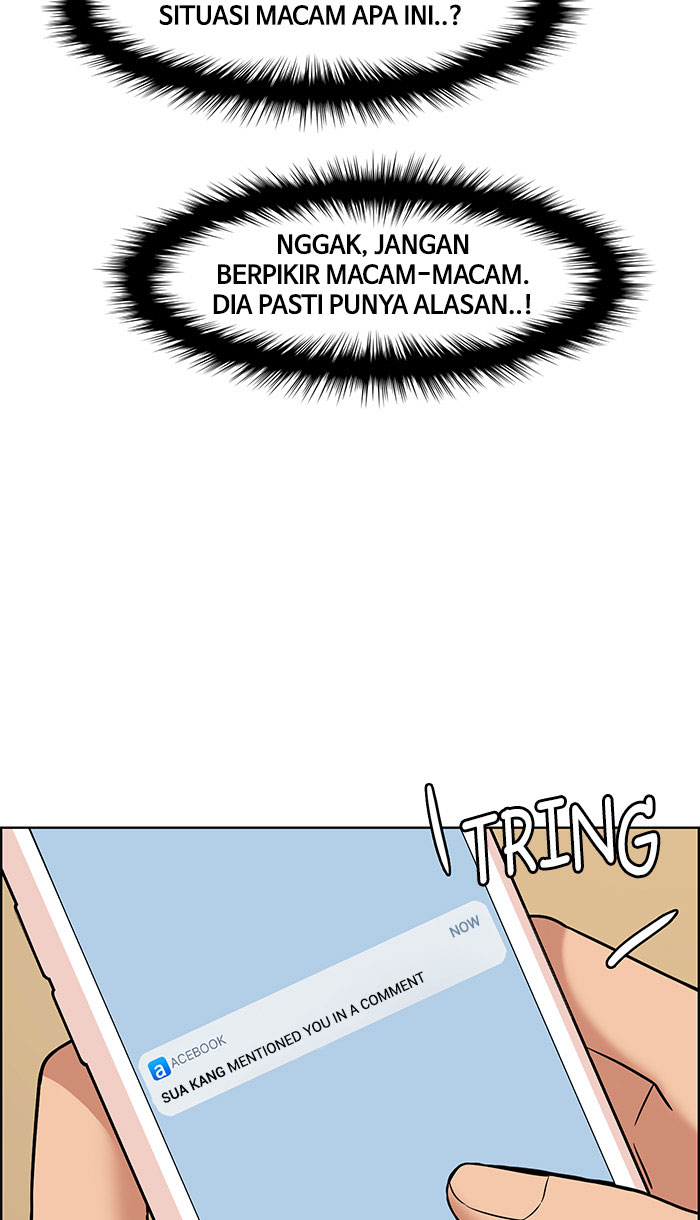 SITUASI MACAM APA INI..?
NGGAK, JANGAN
BERPIKIR MACAM-MACAM.
DIA PASTI PUNYA ALASAN..!
TRING
NOW
a ACEBOOK
SUA KANG MENTIONED YOU IN A COMMENT